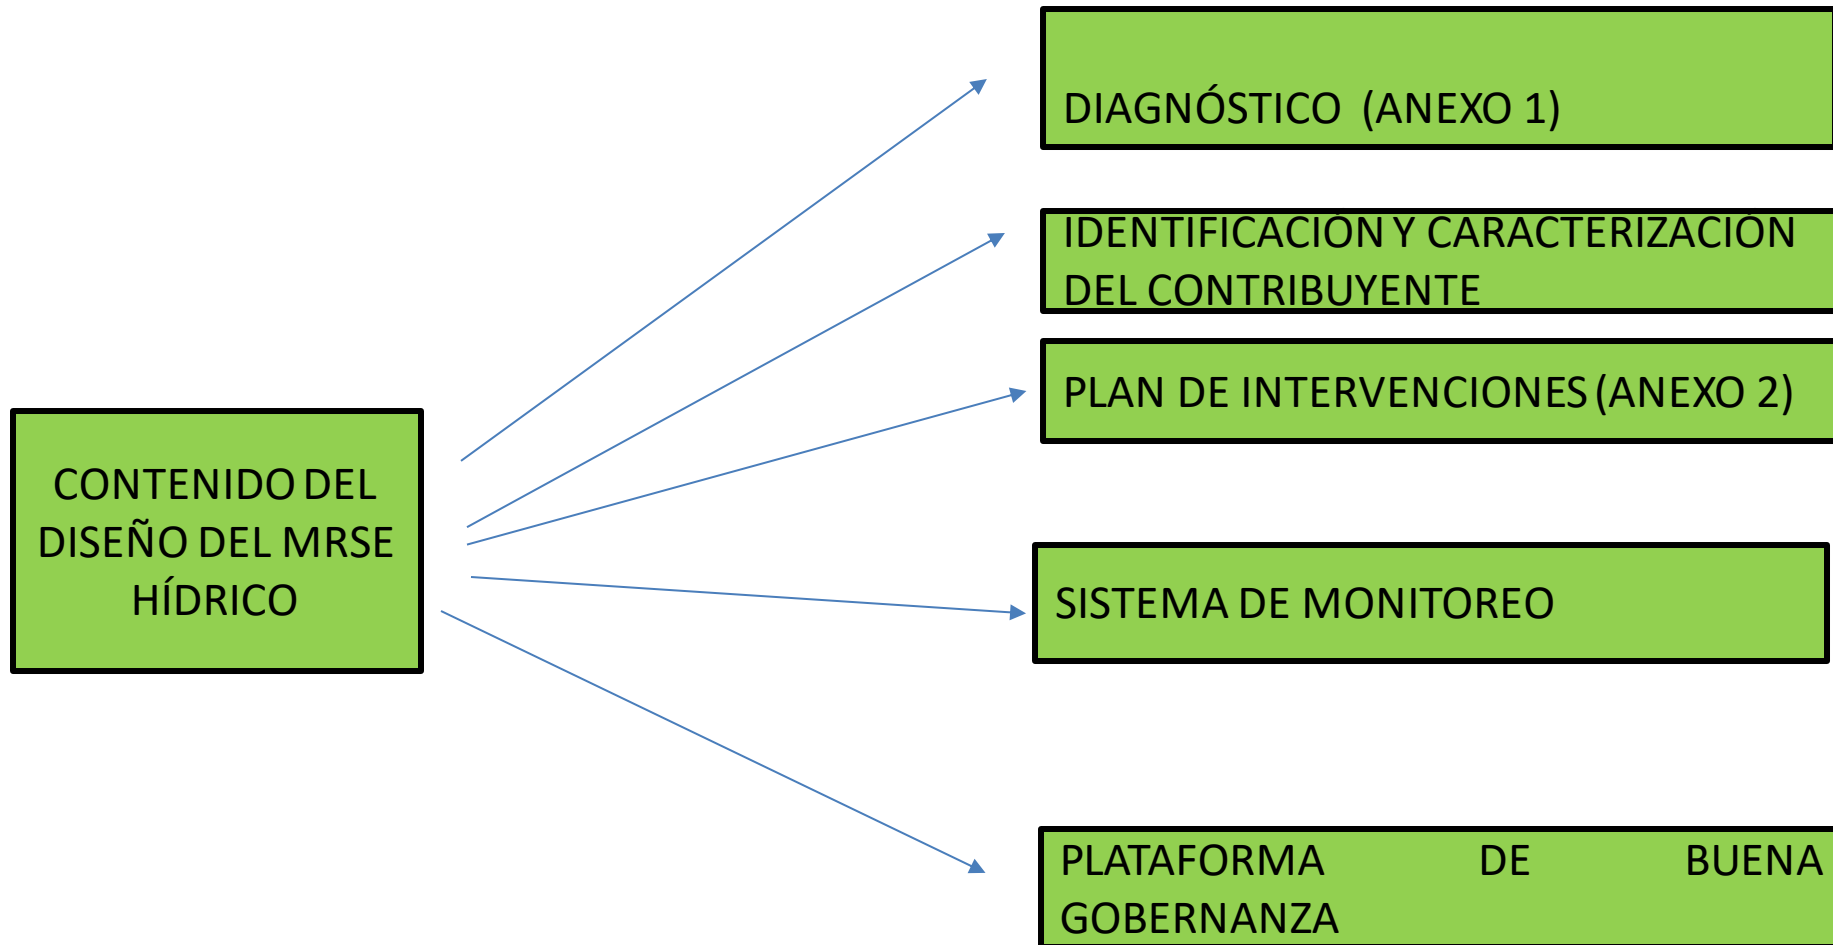 DIAGNÓSTICO (ANEXO 1)
IDENTIFICACIÓN Y CARACTERIZACIÓN
DEL CONTRIBUYENTE
PLAN DE INTERVENCIONES (ANEXO 2)
CONTENIDO DEL
DISEÑO DEL MRSE
HÍDRICO
SISTEMA DE MONITOREO
PLATAFORMA DE BUENA
GOBERNANZA